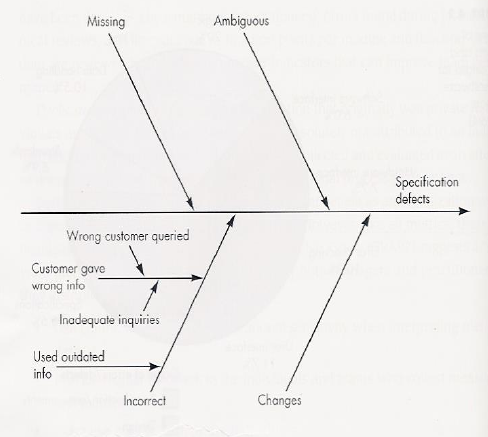 Missing
Ambiguous
Specification
defects
Wrong customer queried
Customer gave
wrong info
Inadequate inquiries
Used outdated
info
Incorrect
Changes